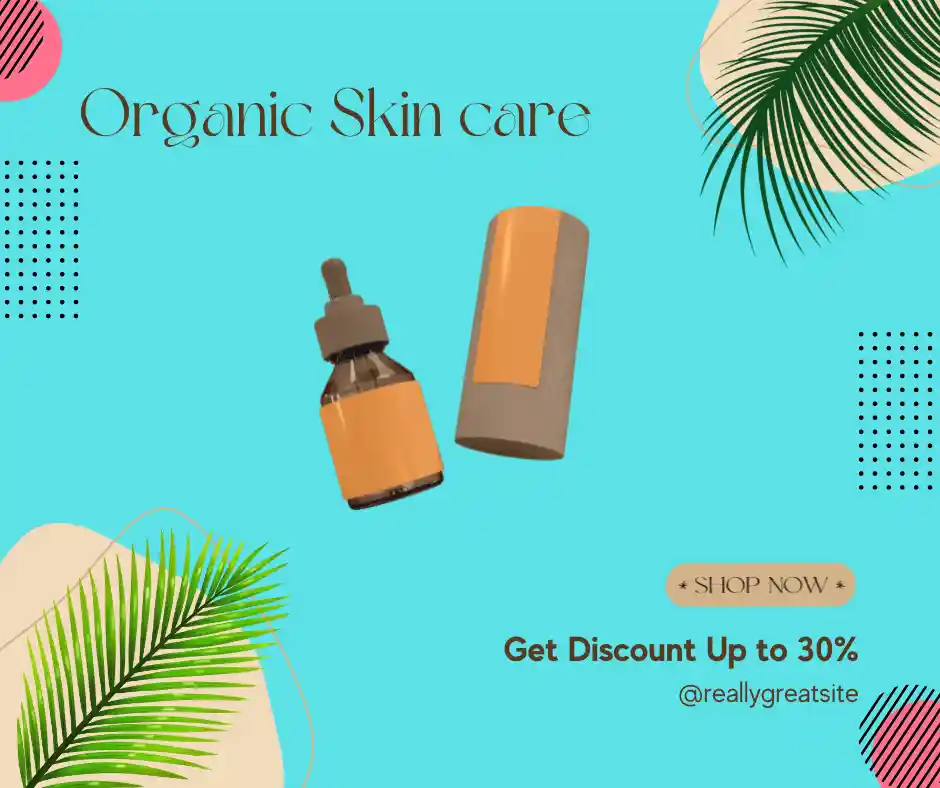 Organic Skin care
* SHOP NOW *
Get Discount Up to 30%
@reallygreatsite